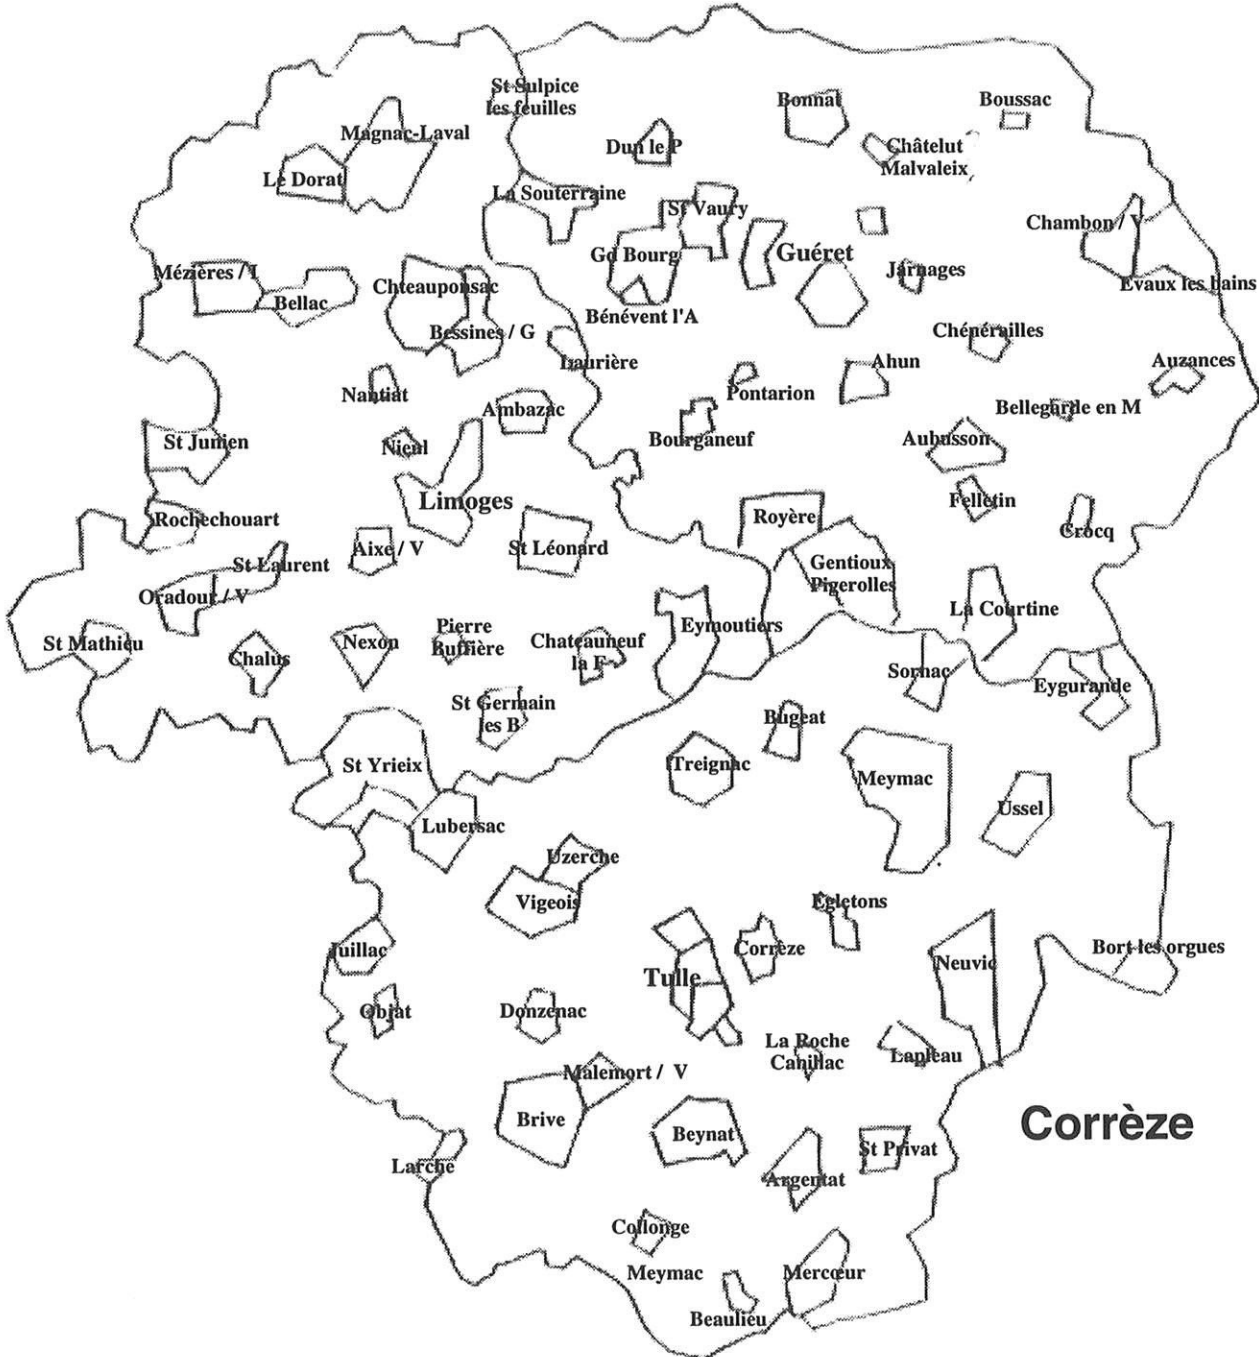 St Sulpice
les feuilles
Bonnat
Boussac
Magnac-Laval
Dun le P
Châtelut
Malvaleix
Le Dorat
La Souterraine
St Vaury
Chambon / V
Gd Bourg
Guéret
Mézières / I
Jarnages
Evaux les bains
Bellac
Chteauponsac
Bénévent l'A
Bessines / G
Chénérailles
Laurière
Ahun
Auzances
Nantiat
Pontarion
Ambazac
Bellegarde en M
St Junien
Nieul
Bourganeuf
Aubusson
Limoges
Felletin
Rochechouart
Royère
Crocq
Aixe / V
St Léonard
St Laurent
Gentioux
Pigerolles
Oradour / V
La Courtine
St Mathieu
Chalus
Nexon
Pierre
Buffière
Chateauneuf
la F
Eymoutiers
Sornac
Eygurande
St Germain
les B
Bugeat
St Yrieix
Treignac
Meymac
Ussel
Lubersac
Uzerche
Vigeois
Egletons
Juillac
Corrèze
Neuvic
Bort les orgues
Tulle
Objat
Donzenac
La Roche
Canillac
Lapleau
Malemort / V
Brive
Beynat
Corrèze
St Privat
Larche
Argentat
Collonge
Meymac
Mercœur
Beaulieu